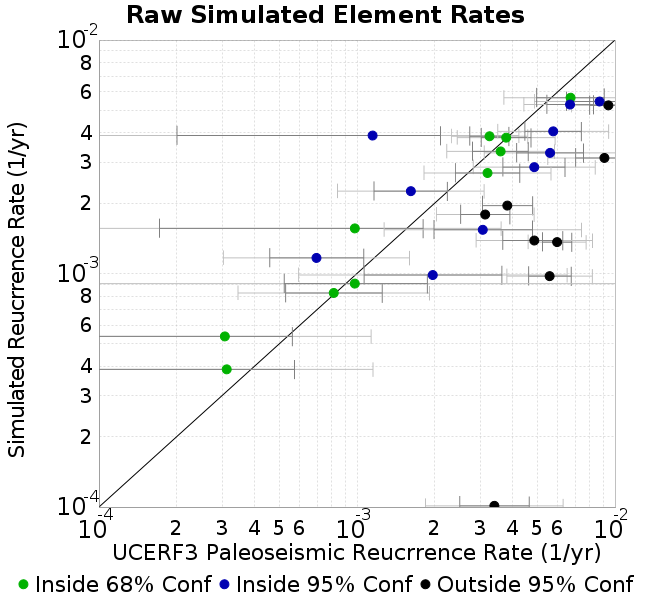 Raw Simulated Element Rates
Simulated Reucrrence Rate (1/yr)
10-2
8
6
4
3
2
10-3
8
6
4
3
2
10-4
10-4 2 3 4 5 6 10-3 2 3 4 5 6 10-2
UCERF3 Paleoseismic Reucrrence Rate (1/yr)
Inside 68% Conf Inside 95% Conf Outside 95% Conf